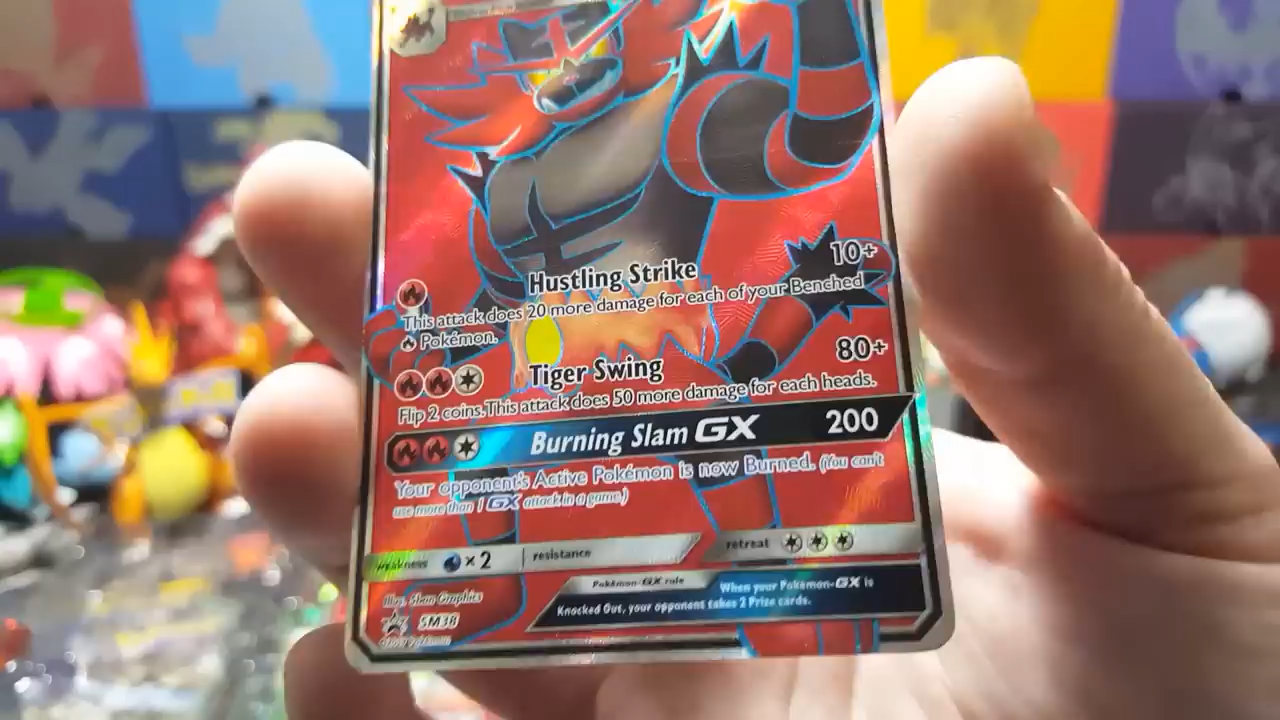 Hustling Strike 10+
This attack does 20 more damage for each of your Benched
Pokémon.
Tiger Swing 80+
Flip 2 coins. This attack does 50 more damage for each heads.
Burning Slam GX 200
Your opponent's Active Pokémon is now Burned. (You can't
use more than 1 GX attack in a game.)
weakness ×2 resistance retreat
Pokémon-GX rule When your Pokémon-GX is
Knocked Out, your opponent takes 2 Prize cards.
Illus. 5ban Graphics
SM38